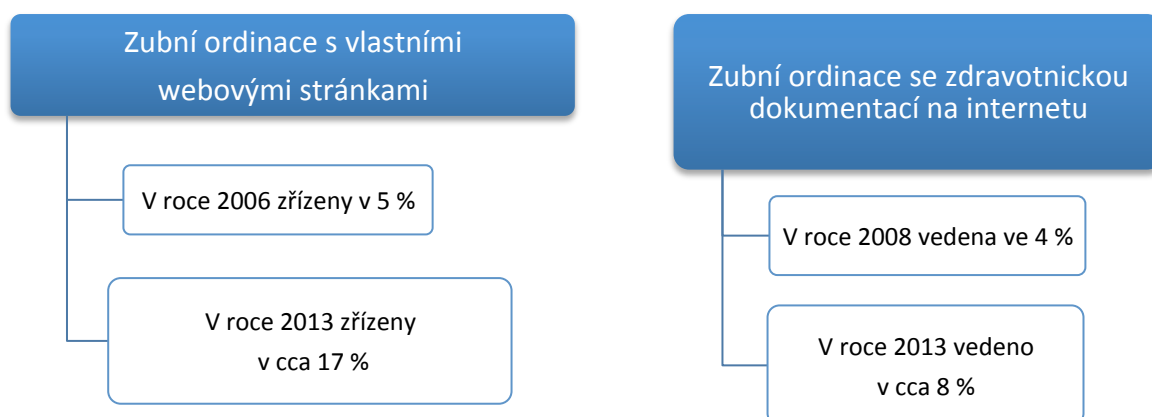 Zubní ordinace s vlastními
webovými stránkami
V roce 2006 zřízeny v 5 %
V roce 2013 zřízeny
v cca 17 %
Zubní ordinace se zdravotnickou
dokumentací na internetu
V roce 2008 vedena ve 4 %
V roce 2013 vedeno
v cca 8 %